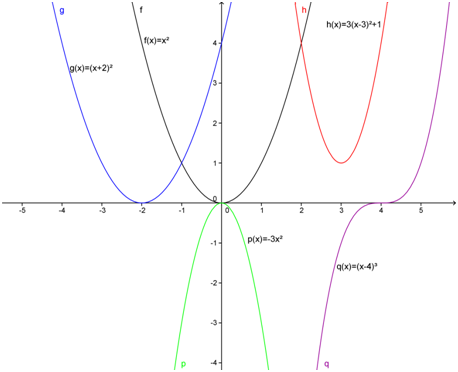 g
f
h
h(x)=3(x-3)²+1
f(x)=x²
g(x)=(x+2)²
4
3
2
1
0
-5 -4 -3 -2 -1 0 1 2 3 4 5
-1
p(x)=-3x²
q(x)=(x-4)³
-2
-3
-4
p
q